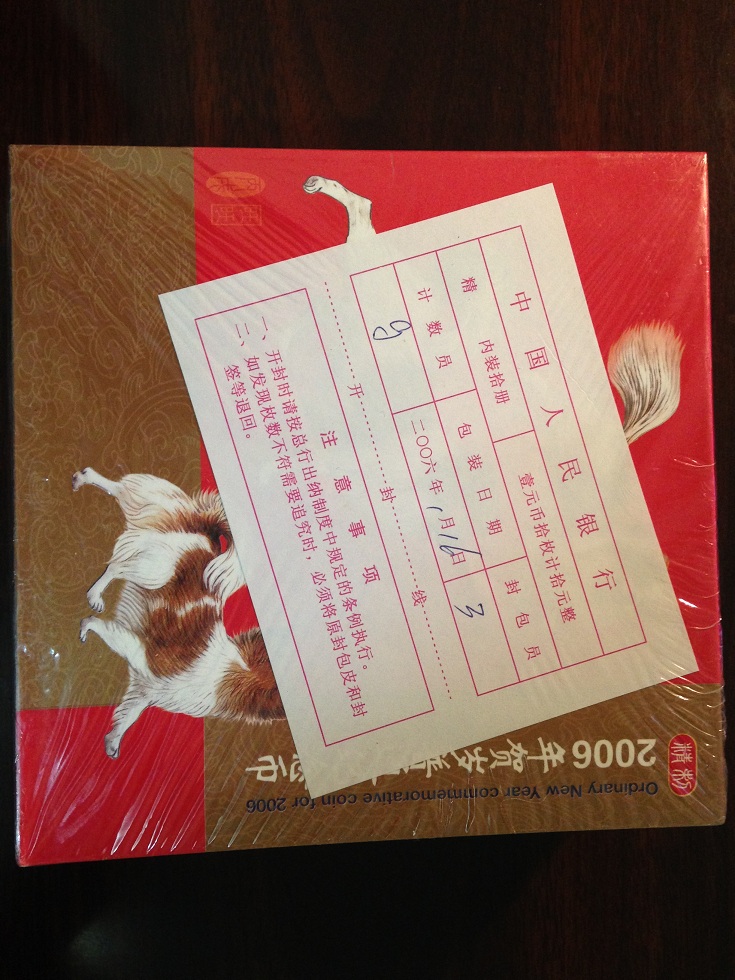 中国人民银行
精 内装拾册 壹元币拾枚计拾元整
计数员 包装日期 封包员
9 二〇〇六年1月16日 3
开封线
注意事项
一、开封时请按总行出纳制度中规定的条例执行。
二、如发现枚数不符需要追究时，必须将原封包皮和封
签等退回。
2006年贺岁普 念币
Ordinary New Year commemorative coin for 2006